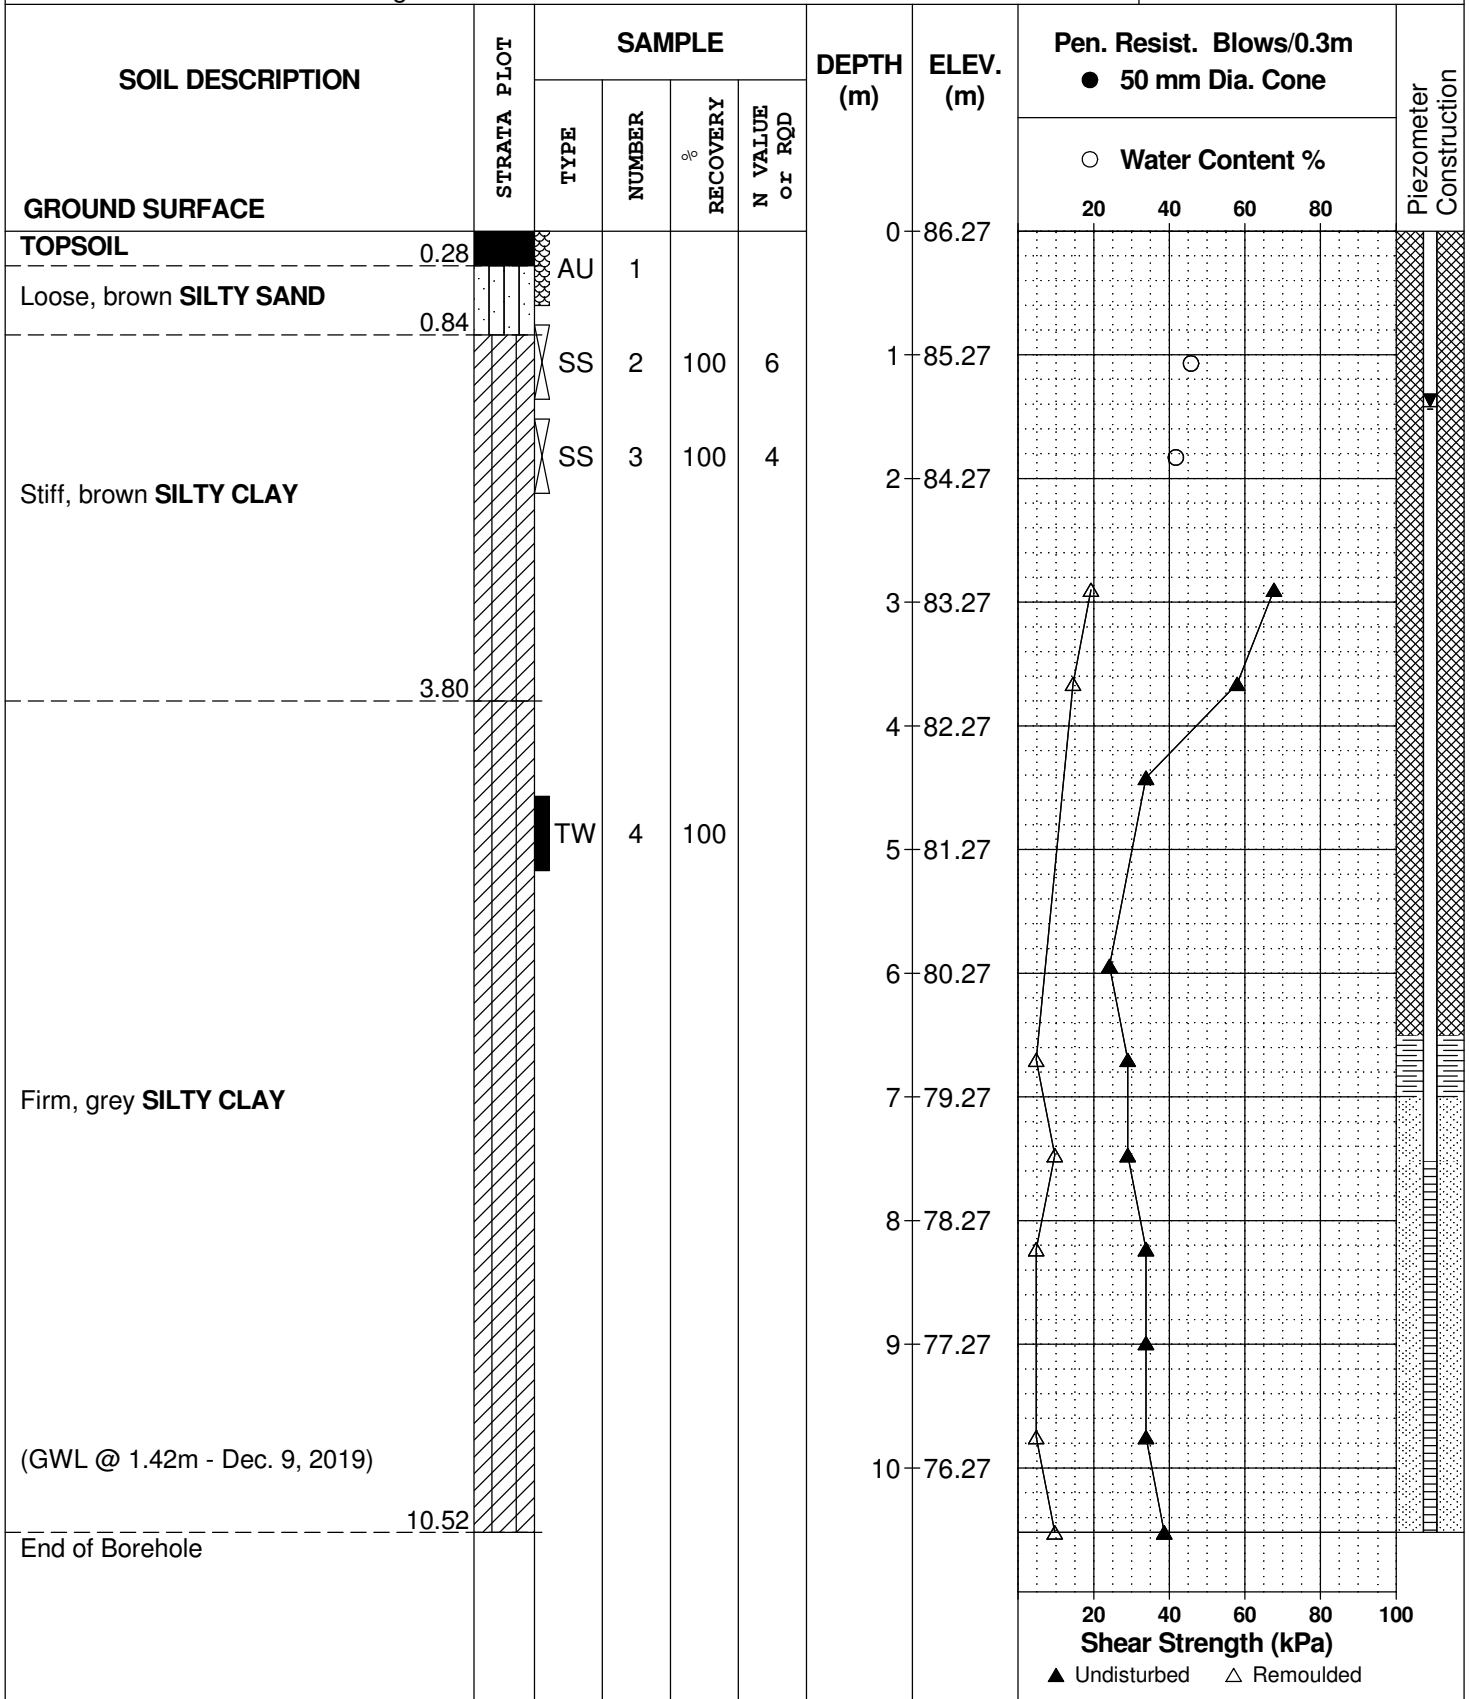 SOIL DESCRIPTION
GROUND SURFACE
STRATA PLOT
SAMPLE
TYPE
NUMBER
% RECOVERY
N VALUE or RQD
DEPTH (m)
ELEV. (m)
Pen. Resist. Blows/0.3m
● 50 mm Dia. Cone
○ Water Content %
20 40 60 80
Piezometer Construction
TOPSOIL
0.28
Loose, brown SILTY SAND
0.84
Stiff, brown SILTY CLAY
3.80
Firm, grey SILTY CLAY
(GWL @ 1.42m - Dec. 9, 2019)
10.52
End of Borehole
AU 1
SS 2 100 6
SS 3 100 4
TW 4 100
0 86.27
1 85.27
2 84.27
3 83.27
4 82.27
5 81.27
6 80.27
7 79.27
8 78.27
9 77.27
10 76.27
20 40 60 80 100
Shear Strength (kPa)
▲ Undisturbed △ Remoulded